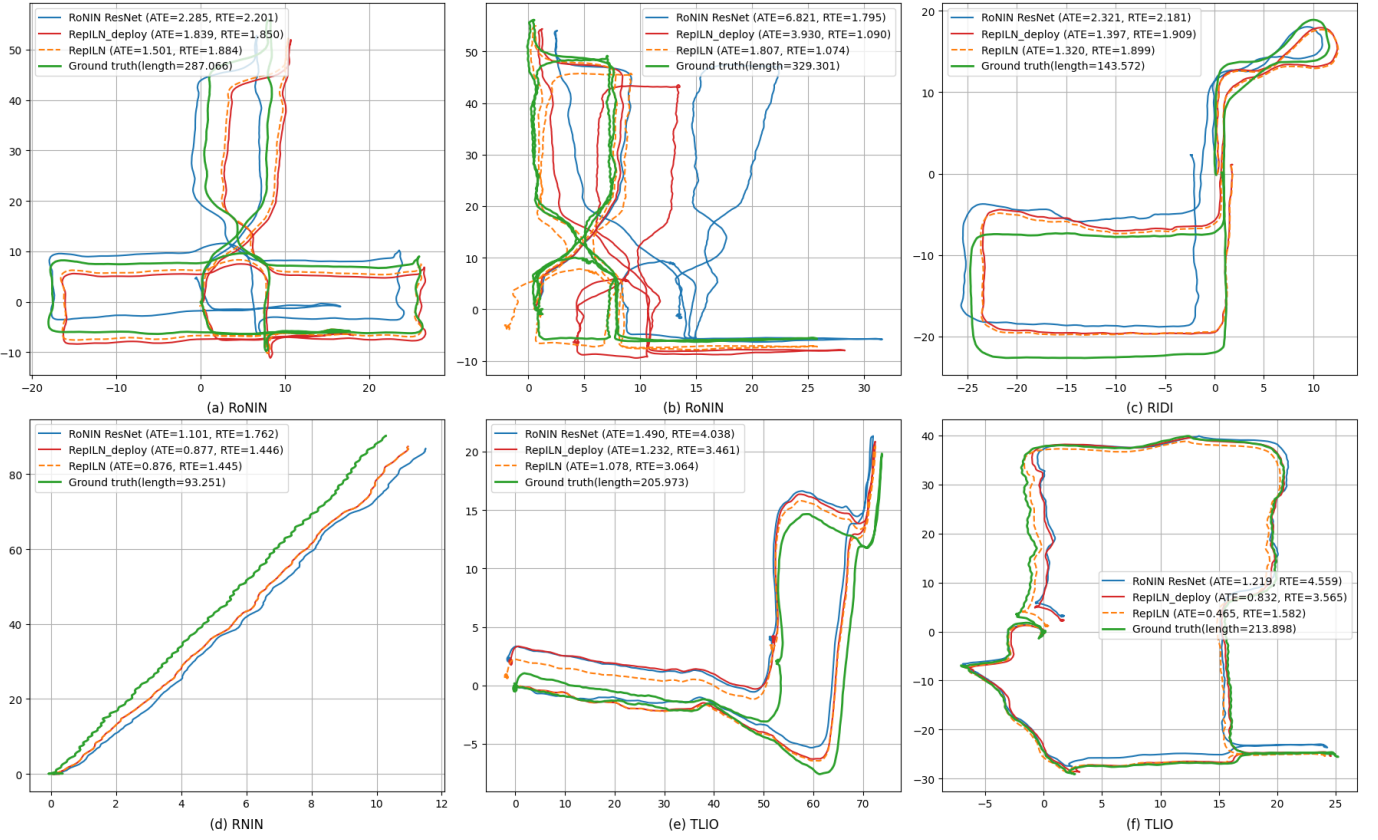 RoNIN ResNet (ATE=2.285, RTE=2.201)
RepILN_deploy (ATE=1.839, RTE=1.850)
RepILN (ATE=1.501, RTE=1.884)
Ground truth(length=287.066)
50
40
30
20
10
0
−10
−20
−10
0
10
20
(a) RoNIN
RoNIN ResNet (ATE=6.821, RTE=1.795)
RepILN_deploy (ATE=3.930, RTE=1.090)
RepILN (ATE=1.807, RTE=1.074)
Ground truth(length=329.301)
50
40
30
20
10
0
−10
0
5
10
15
20
25
30
(b) RoNIN
RoNIN ResNet (ATE=2.321, RTE=2.181)
RepILN_deploy (ATE=1.397, RTE=1.909)
RepILN (ATE=1.320, RTE=1.899)
Ground truth(length=143.572)
20
10
0
−10
−20
−25
−20
−15
−10
−5
0
5
10
(c) RIDI
RoNIN ResNet (ATE=1.101, RTE=1.762)
RepILN_deploy (ATE=0.877, RTE=1.446)
RepILN (ATE=0.876, RTE=1.445)
Ground truth(length=93.251)
80
60
40
20
0
0
2
4
6
8
10
12
(d) RNIN
RoNIN ResNet (ATE=1.490, RTE=4.038)
RepILN_deploy (ATE=1.232, RTE=3.461)
RepILN (ATE=1.078, RTE=3.064)
Ground truth(length=205.973)
20
15
10
5
0
−5
0
10
20
30
40
50
60
70
(e) TLIO
RoNIN ResNet (ATE=1.219, RTE=4.559)
RepILN_deploy (ATE=0.832, RTE=3.565)
RepILN (ATE=0.465, RTE=1.582)
Ground truth(length=213.898)
40
30
20
10
0
−10
−20
−30
−5
0
5
10
15
20
25
(f) TLIO